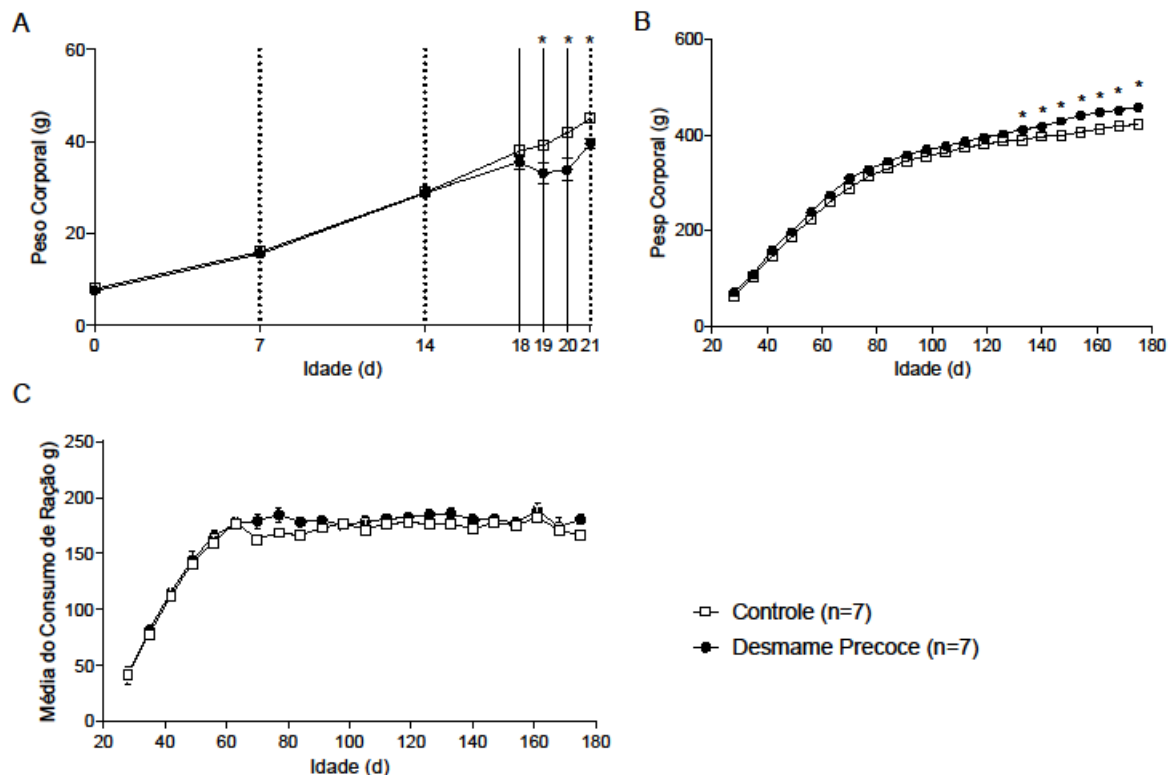 A
Peso Corporal (g)
60
40
20
0
* * *
0 7 14 18 19 20 21
Idade (d)
B
Pesp Corporal (g)
600
400
200
0
* * * * * * *
20 40 60 80 100 120 140 160 180
Idade (d)
C
Média do Consumo de Ração g)
250
200
150
100
50
0
20 40 60 80 100 120 140 160 180
Idade (d)
Controle (n=7)
Desmame Precoce (n=7)